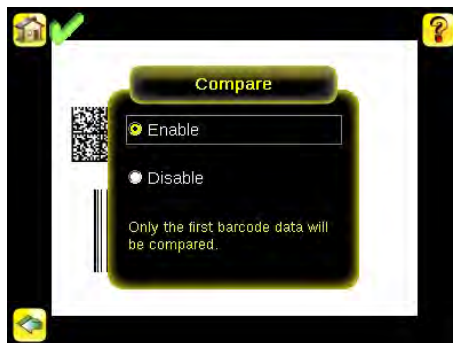 Compare
Enable
Disable
Only the first barcode data will
be compared.